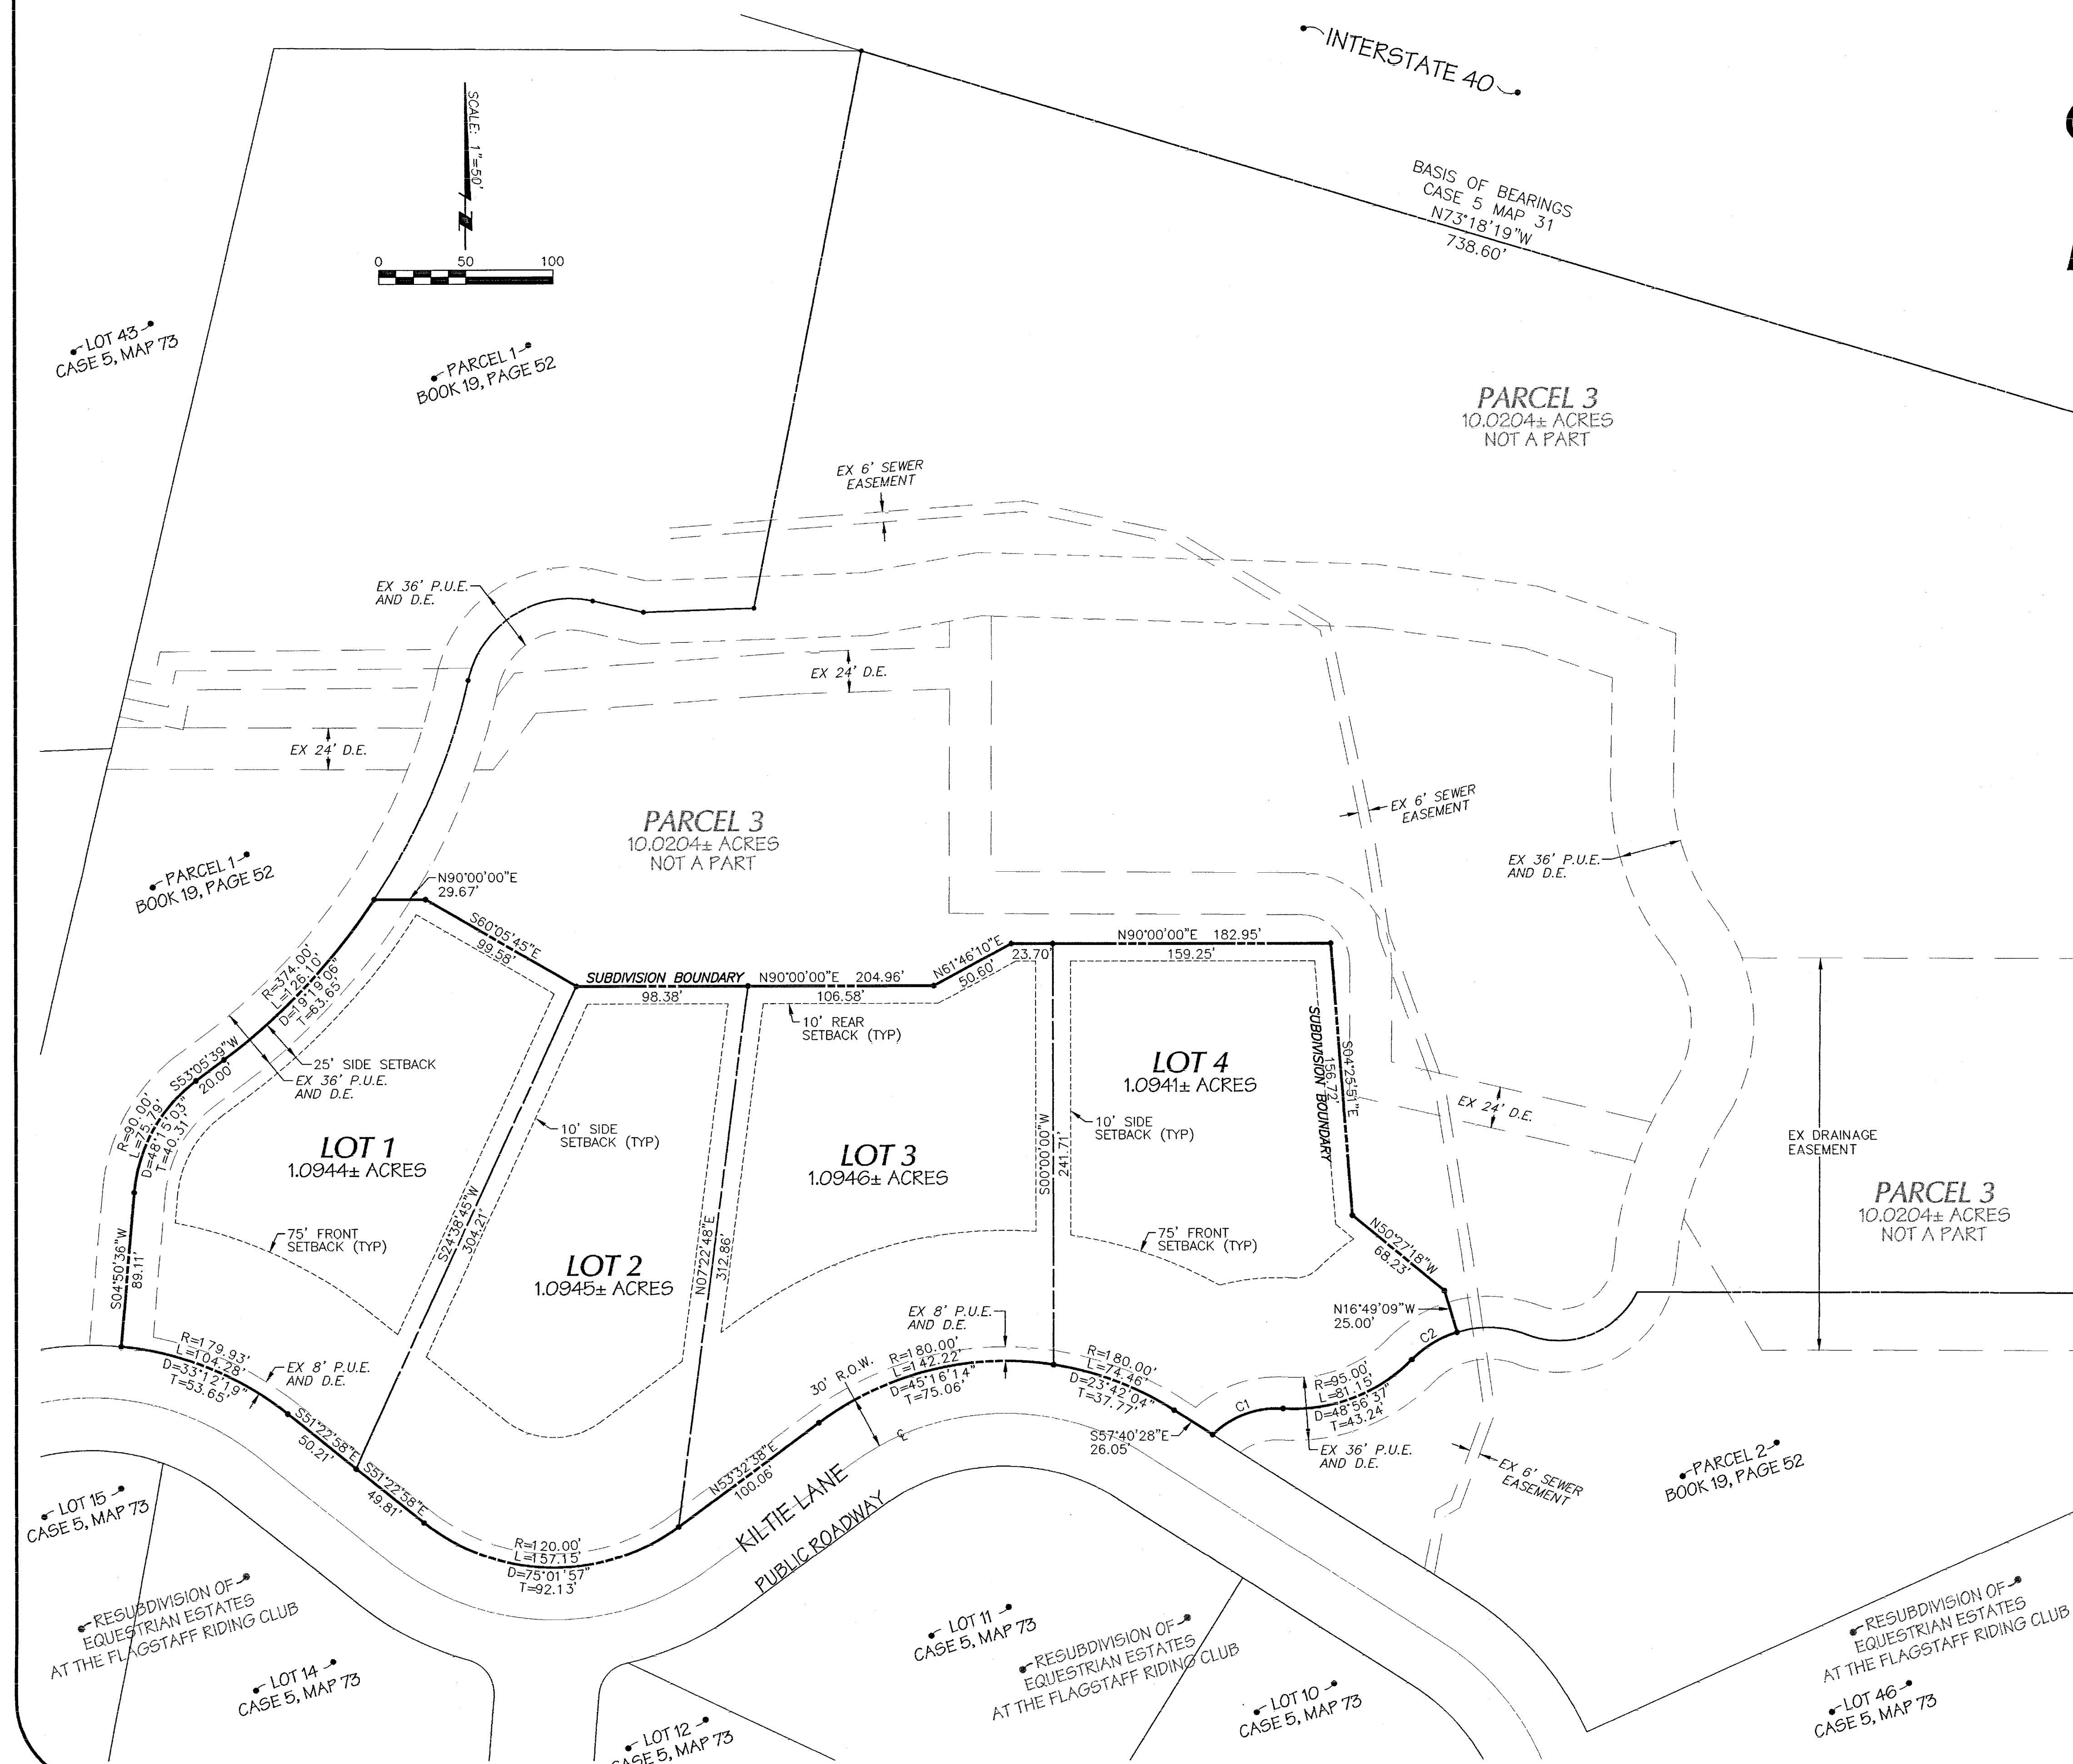 INTERSTATE 40
SCALE: 1"=50'
N
0 50 100
BASIS OF BEARINGS
CASE 5 MAP 31
N73°18'19"W
738.60'
LOT 43
CASE 5, MAP 73
PARCEL 1
BOOK 19, PAGE 52
PARCEL 3
10.0204± ACRES
NOT A PART
EX 6' SEWER
EASEMENT
EX 36' P.U.E.
AND D.E.
EX 24' D.E.
EX 24' D.E.
PARCEL 3
10.0204± ACRES
NOT A PART
EX 6' SEWER
EASEMENT
EX 36' P.U.E.
AND D.E.
PARCEL 1
BOOK 19, PAGE 52
N90°00'00"E
29.67'
S60°05'45"E
99.58'
SUBDIVISION BOUNDARY
98.38'
N90°00'00"E 204.96'
106.58'
N61°46'10"E
50.60'
23.70'
N90°00'00"E 182.95'
159.25'
R=374.00'
L=126.10'
D=19°19'06"
T=63.65'
S53°05'39"W
20.00'
25' SIDE SETBACK
EX 36' P.U.E.
AND D.E.
10' REAR
SETBACK (TYP)
SUBDIVISION BOUNDARY
S04°25'51"E
156.72'
LOT 4
1.0941± ACRES
EX 24' D.E.
R=90.00'
L=75.79'
D=48°15'03"
T=40.31'
LOT 1
1.0944± ACRES
10' SIDE
SETBACK (TYP)
LOT 3
1.0946± ACRES
10' SIDE
SETBACK (TYP)
S00°00'00"W
241.71'
EX DRAINAGE
EASEMENT
PARCEL 3
10.0204± ACRES
NOT A PART
S04°50'36"W
89.11'
75' FRONT
SETBACK (TYP)
S24°38'45"W
304.21'
LOT 2
1.0945± ACRES
N07°22'48"E
312.86'
75' FRONT
SETBACK (TYP)
N50°27'18"W
68.23'
N16°49'09"W
25.00'
C2
R=179.93'
L=104.28'
D=33°12'19"
T=53.65'
EX 8' P.U.E.
AND D.E.
EX 8' P.U.E.
AND D.E.
30' R.O.W.
R=180.00'
L=142.22'
D=45°16'14"
T=75.06'
R=180.00'
L=74.46'
D=23°42'04"
T=37.77'
C1
R=95.00'
L=81.15'
D=48°56'37"
T=43.24'
S57°40'28"E
26.05'
EX 36' P.U.E.
AND D.E.
S51°22'58"E
50.21'
S51°22'58"E
49.81'
R=120.00'
L=157.15'
D=75°01'57"
T=92.13'
N53°32'38"E
100.06'
KILTIE LANE
PUBLIC ROADWAY
EX 6' SEWER
EASEMENT
PARCEL 2
BOOK 19, PAGE 52
LOT 15
CASE 5, MAP 73
RESUBDIVISION OF
EQUESTRIAN ESTATES
AT THE FLAGSTAFF RIDING CLUB
LOT 14
CASE 5, MAP 73
LOT 12
CASE 5, MAP 73
LOT 11
CASE 5, MAP 73
RESUBDIVISION OF
EQUESTRIAN ESTATES
AT THE FLAGSTAFF RIDING CLUB
LOT 10
CASE 5, MAP 73
RESUBDIVISION OF
EQUESTRIAN ESTATES
AT THE FLAGSTAFF RIDING CLUB
LOT 46
CASE 5, MAP 73